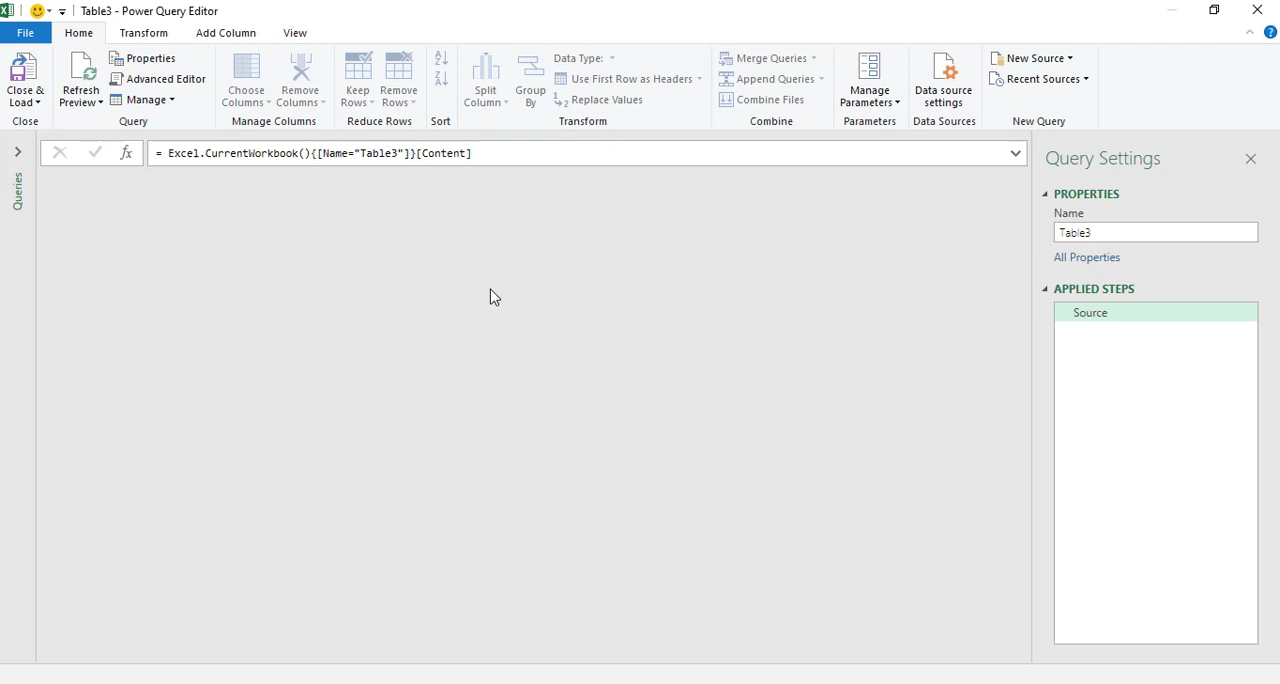 Table3 - Power Query Editor
File
Home
Transform
Add Column
View
?
Close &
Load
Close
Refresh
Preview
Properties
Advanced Editor
Manage
Query
Choose
Columns
Remove
Columns
Manage Columns
Keep
Rows
Remove
Rows
Reduce Rows
Sort
Split
Column
Group
By
Data Type:
Use First Row as Headers
Replace Values
Transform
Merge Queries
Append Queries
Combine Files
Combine
Manage
Parameters
Parameters
Data source
settings
Data Sources
New Source
Recent Sources
New Query
Queries
fx
= Excel.CurrentWorkbook(){[Name="Table3"]}[Content]
Query Settings
PROPERTIES
Name
Table3
All Properties
APPLIED STEPS
Source